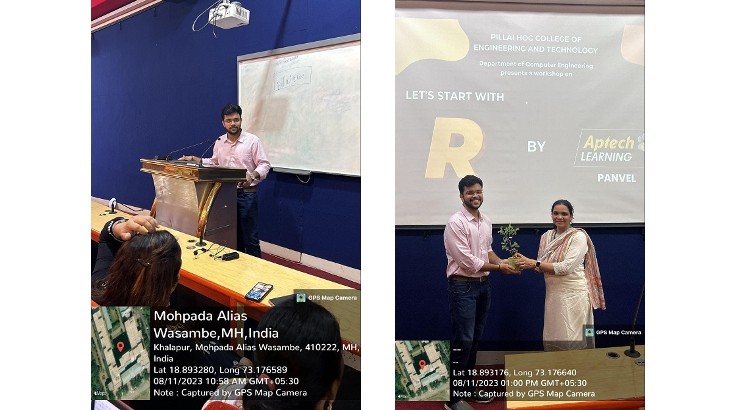 GPS Map Camera
Mohpada Alias
Wasambe,MH,India
Khalapur, Mohpada Alias Wasambe, 410222, MH,
India
Lat 18.893280, Long 73.176589
08/11/2023 10:58 AM GMT+05:30
Note : Captured by GPS Map Camera
PILLAI HOC COLLEGE OF
ENGINEERING AND TECHNOLOGY
Department of Computer Engineering
presents a workshop on
LET'S START WITH
R
BY
Aptech
LEARNING
PANVEL
GPS Map Camera
Lat 18.893176, Long 73.176640
08/11/2023 01:00 PM GMT+05:30
Note : Captured by GPS Map Camera